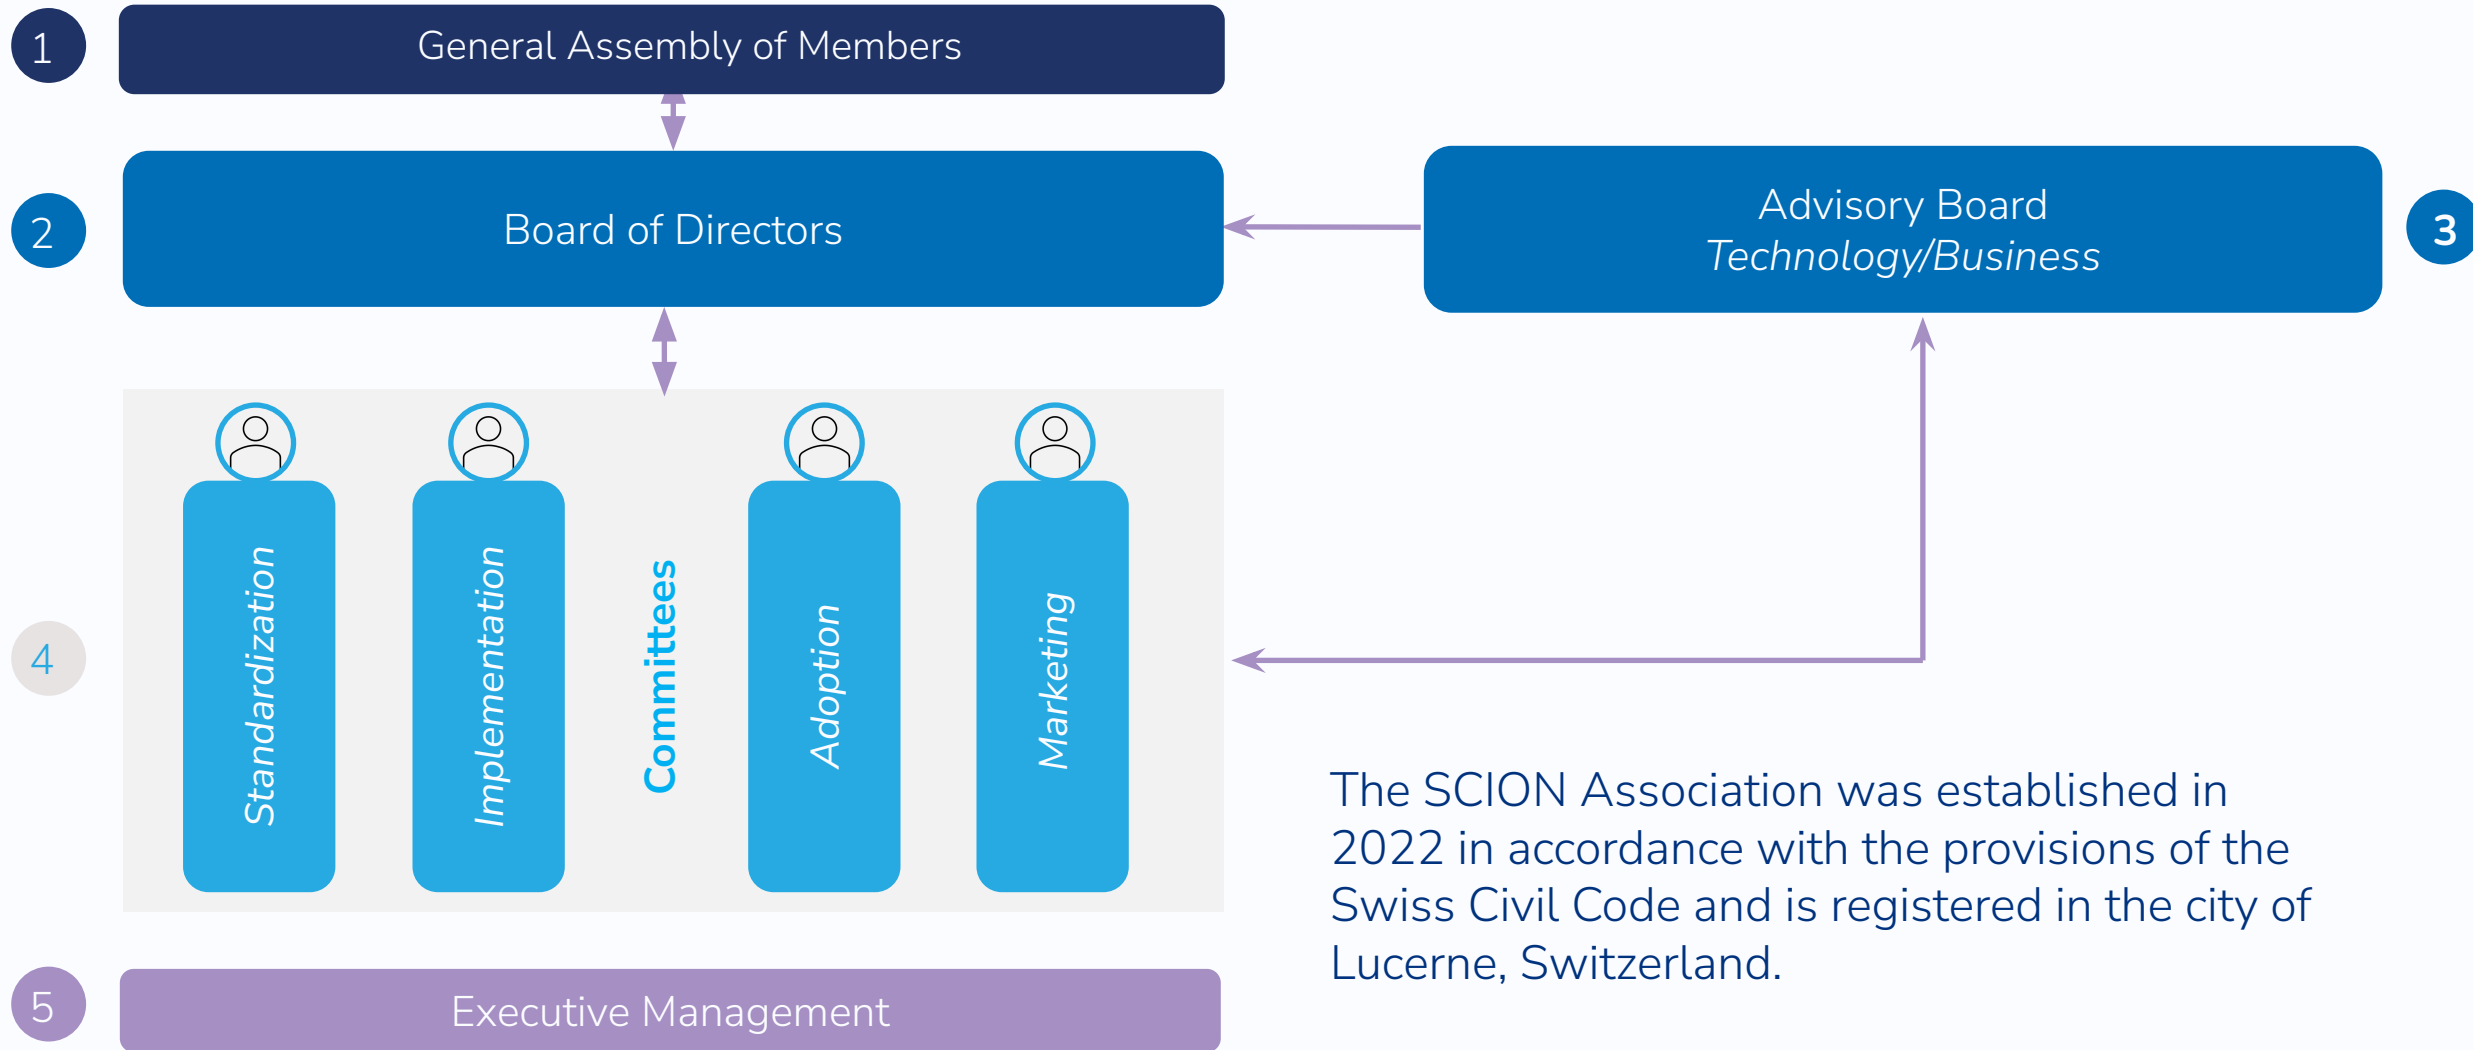 1
General Assembly of Members
2
Board of Directors
Advisory Board
Technology/Business
3
4
Standardization
Implementation
Committees
Adoption
Marketing
The SCION Association was established in
2022 in accordance with the provisions of the
Swiss Civil Code and is registered in the city of
Lucerne, Switzerland.
5
Executive Management